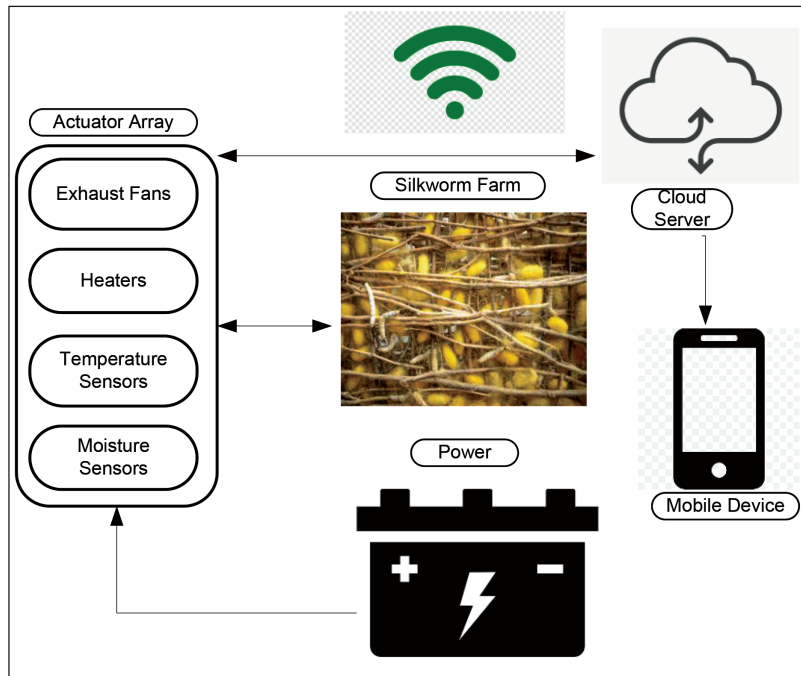 Actuator Array
Exhaust Fans
Heaters
Temperature
Sensors
Moisture
Sensors
Silkworm Farm
Cloud
Server
Power
Mobile Device